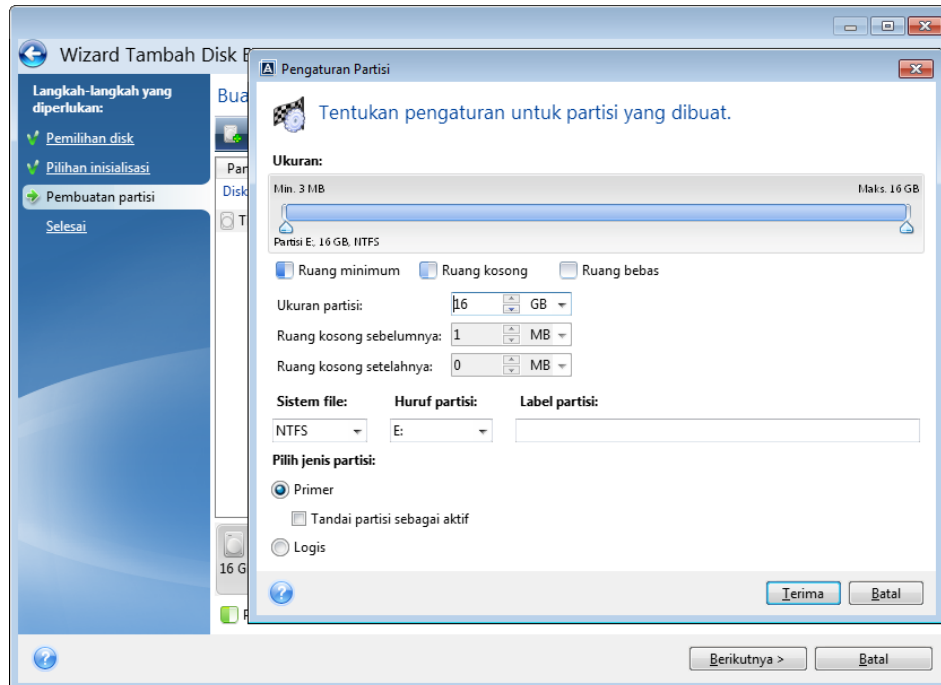 Wizard Tambah Disk B
Langkah-langkah yang
diperlukan:
Pemilihan disk
Pilihan inisialisasi
Pembuatan partisi
Selesai
Bua
Par
Disk
T
16 G
P
Pengaturan Partisi
Tentukan pengaturan untuk partisi yang dibuat.
Ukuran:
Min. 3 MB Maks. 16 GB
Partisi E:, 16 GB, NTFS
Ruang minimum Ruang kosong Ruang bebas
Ukuran partisi: 16 GB
Ruang kosong sebelumnya: 1 MB
Ruang kosong setelahnya: 0 MB
Sistem file: Huruf partisi: Label partisi:
NTFS E:
Pilih jenis partisi:
Primer
Tandai partisi sebagai aktif
Logis
Terima Batal
Berikutnya > Batal